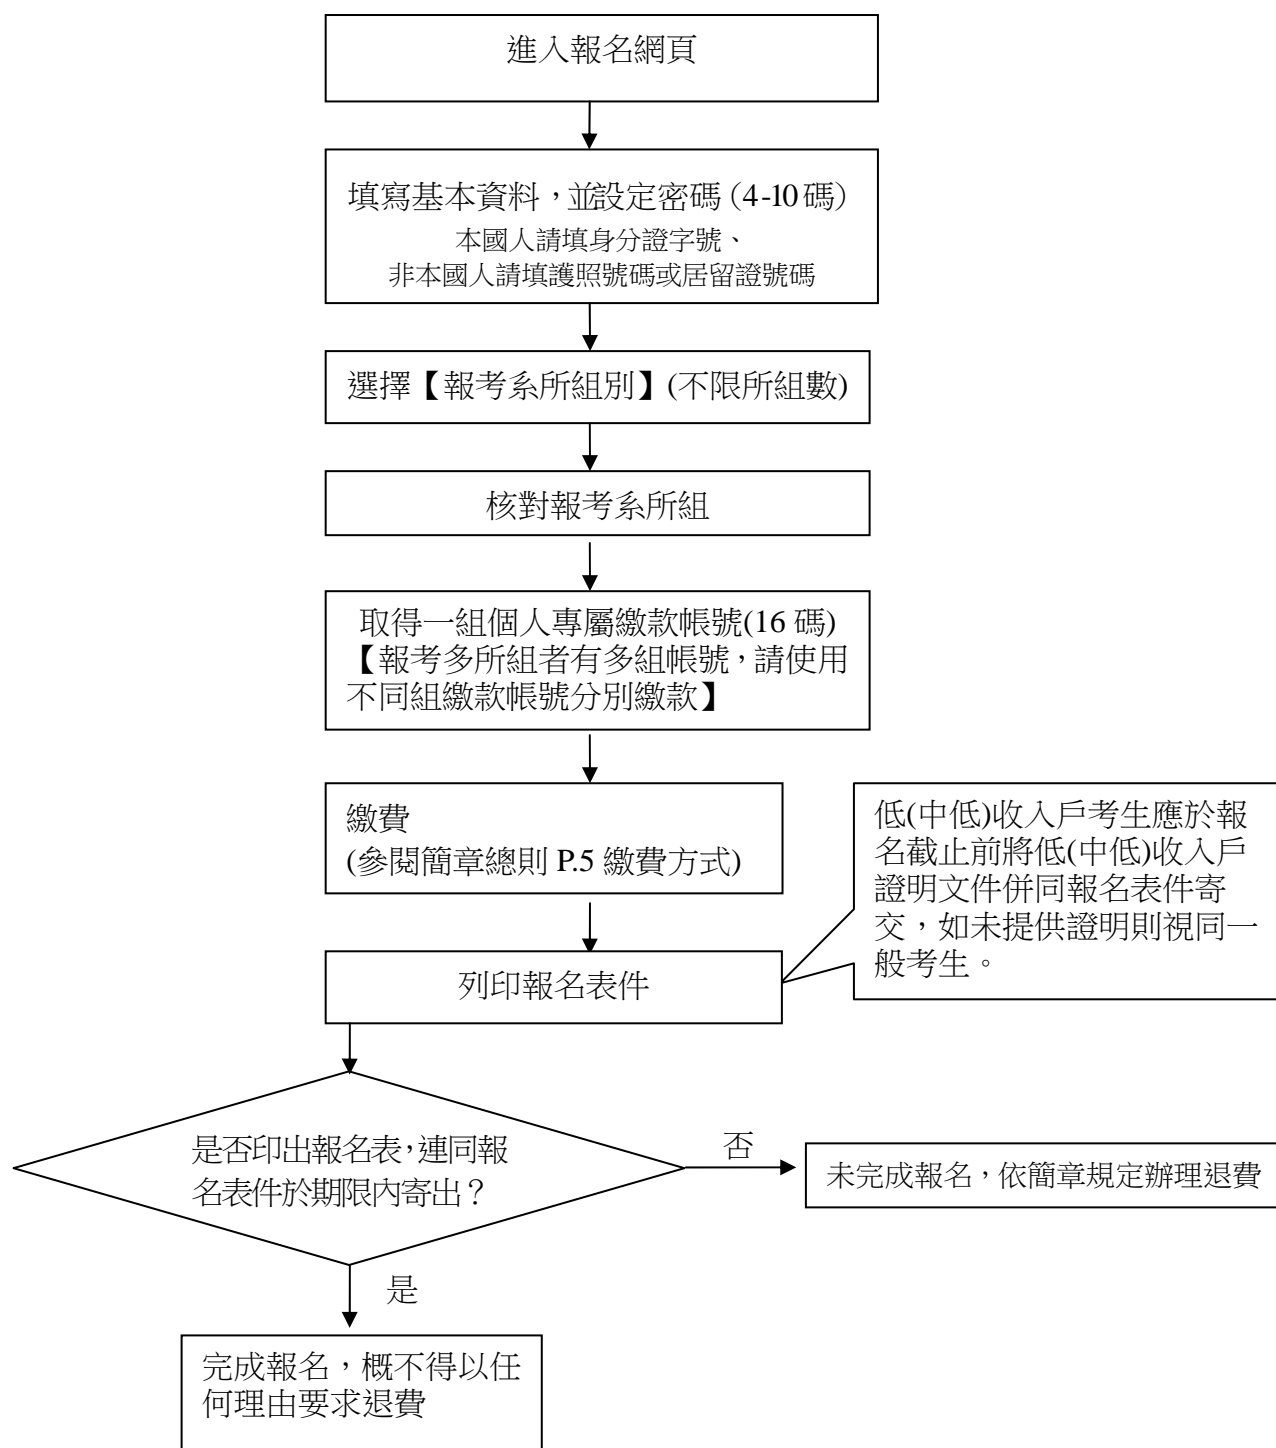 進入報名網頁
填寫基本資料，並設定密碼（4-10碼）
本國人請填身分證字號、
非本國人請填護照號碼或居留證號碼
選擇【報考系所組別】(不限所組數)
核對報考系所組
取得一組個人專屬繳款帳號(16 碼)
【報考多所組者有多組帳號，請使用
不同組繳款帳號分別繳款】
繳費
(參閱簡章總則 P.5 繳費方式)
低(中低)收入戶考生應於報
名截止前將低(中低)收入戶
證明文件併同報名表件寄
交，如未提供證明則視同一
般考生。
列印報名表件
是否印出報名表，連同報
名表件於期限內寄出？
否
未完成報名，依簡章規定辦理退費
是
完成報名，概不得以任
何理由要求退費